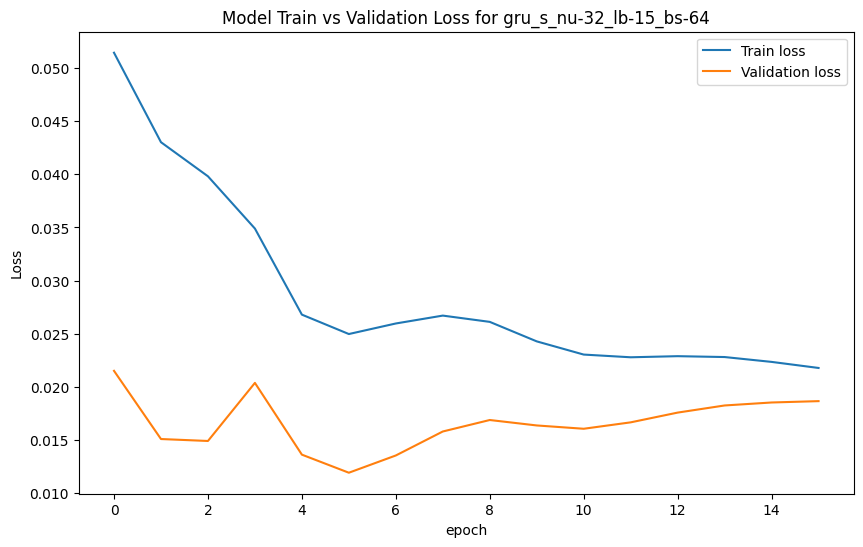 Model Train vs Validation Loss for gru_s_nu-32_lb-15_bs-64
Train loss
Validation loss
0.050
0.045
0.040
0.035
0.030
0.025
0.020
0.015
0.010
Loss
0 2 4 6 8 10 12 14
epoch